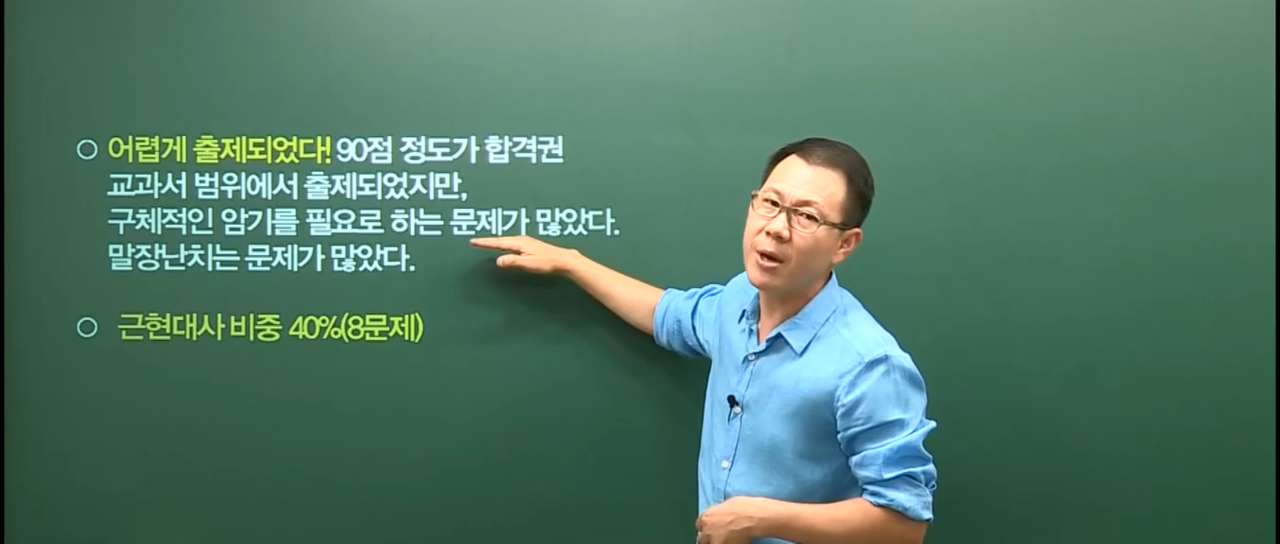 ○ 어렵게 출제되었다! 90점 정도가 합격권
교과서 범위에서 출제되었지만,
구체적인 암기를 필요로 하는 문제가 많았다.
말장난치는 문제가 많았다.
○ 근현대사 비중 40%(8문제)